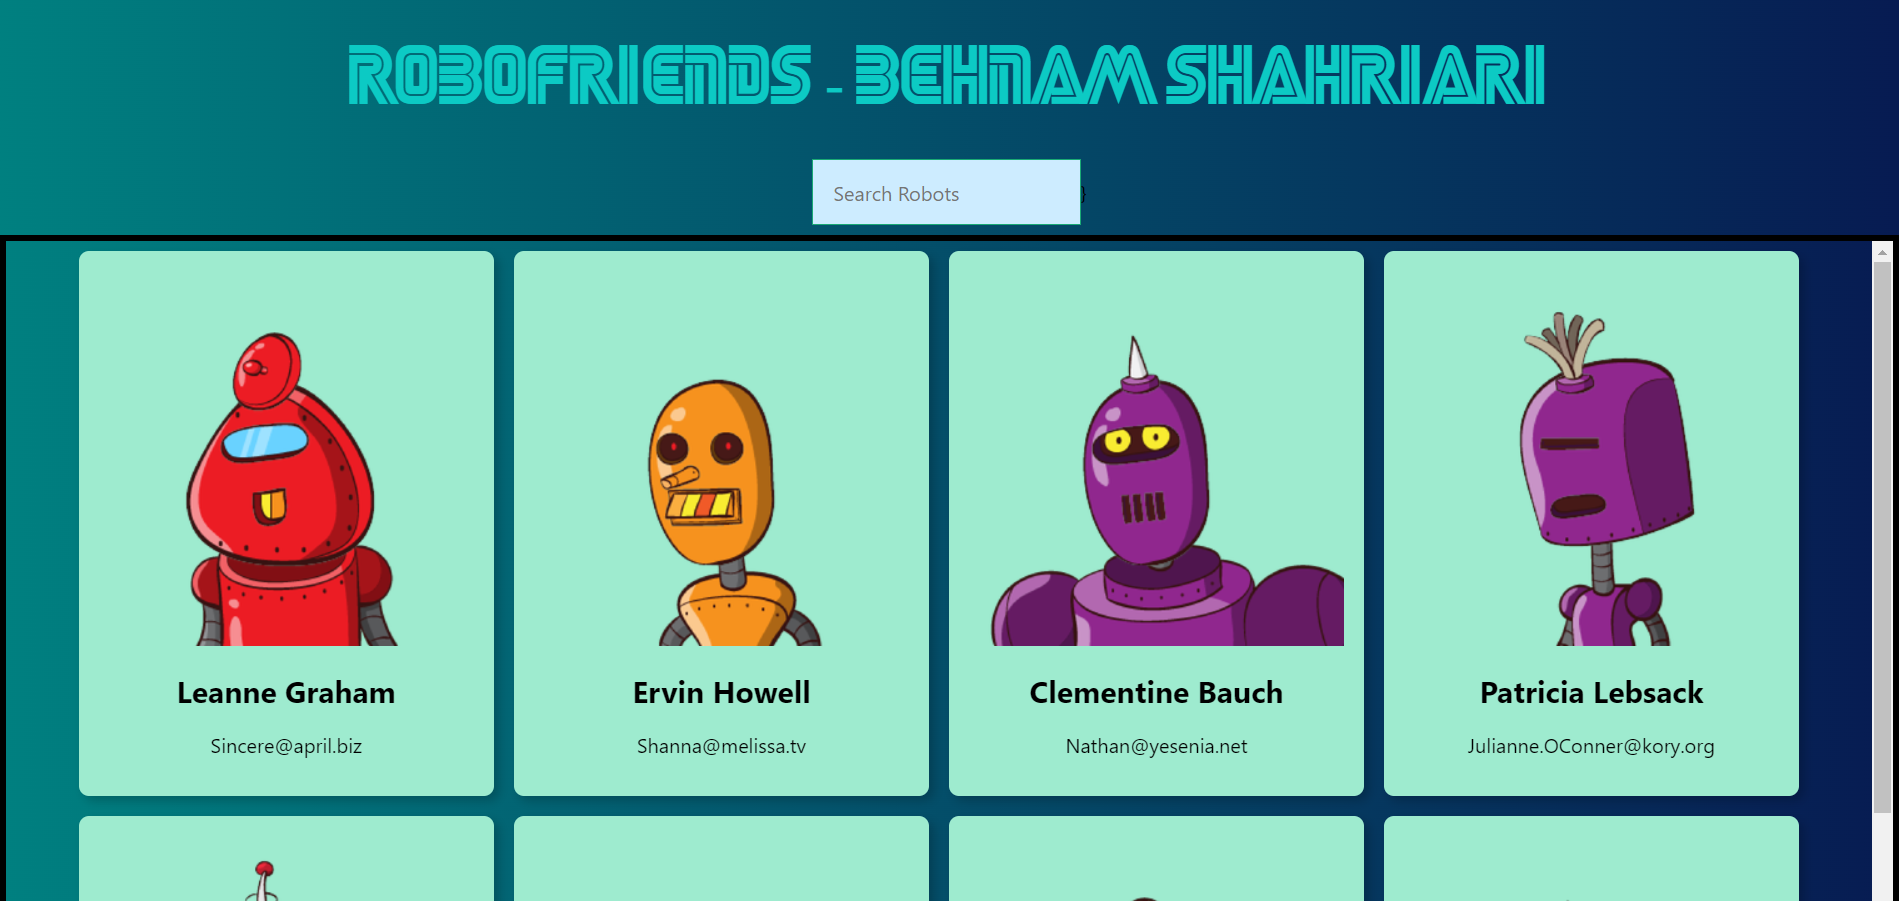 ROBOFRIENDS - BEHNAM SHAHRIARI
Search Robots }
Leanne Graham
Sincere@april.biz
Ervin Howell
Shanna@melissa.tv
Clementine Bauch
Nathan@yesenia.net
Patricia Lebsack
Julianne.OConner@kory.org